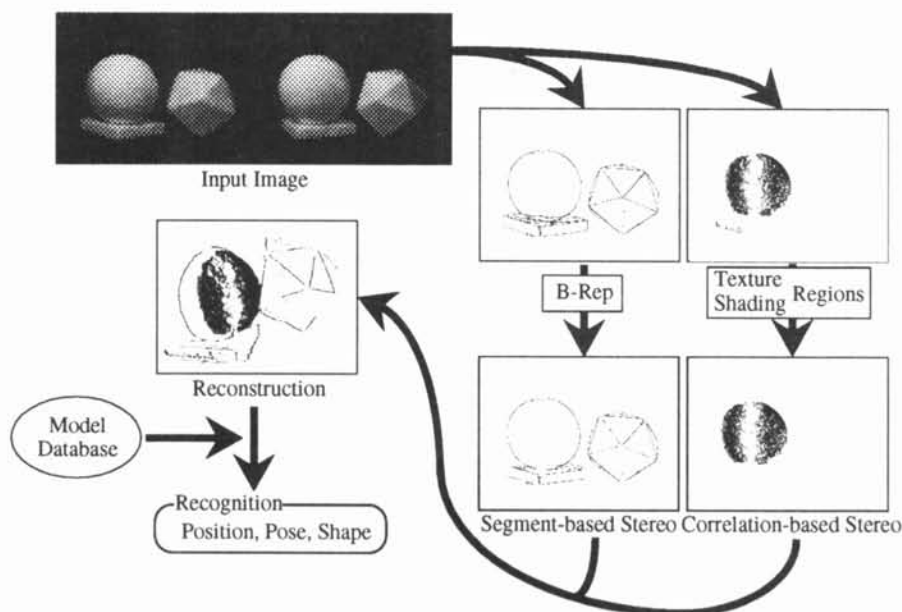 Input Image
B-Rep
Texture
Shading Regions
Reconstruction
Model
Database
Recognition
Position, Pose, Shape
Segment-based Stereo
Correlation-based Stereo